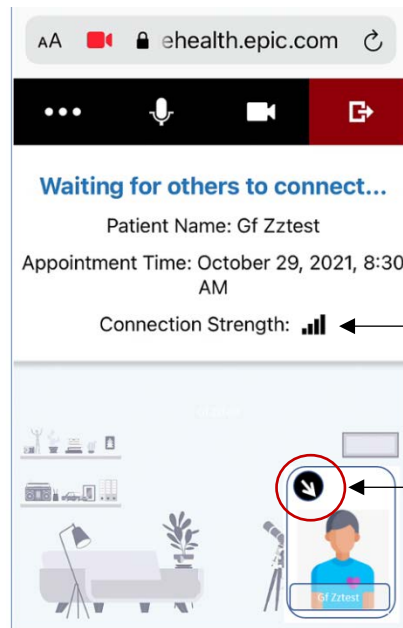 AA ehealth.epic.com
Waiting for others to connect...
Patient Name: Gf Zztest
Appointment Time: October 29, 2021, 8:30
AM
Connection Strength:
Gf Zztest